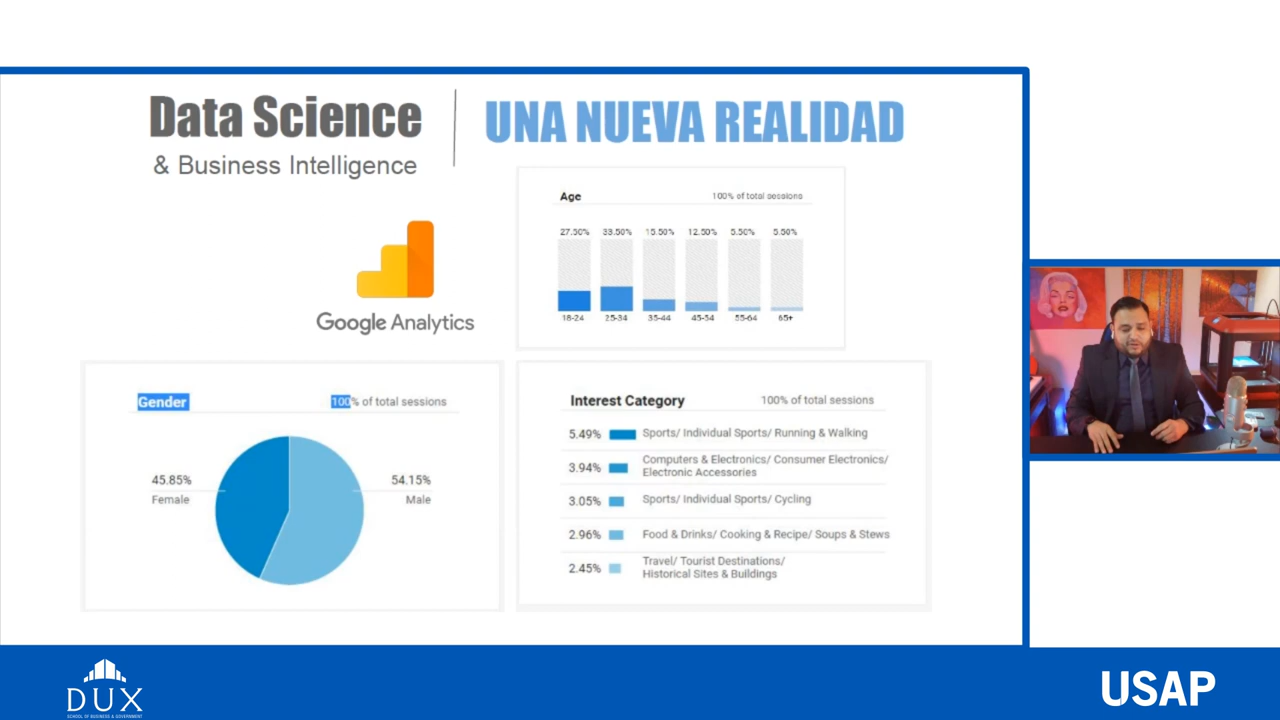 Data Science
& Business Intelligence
UNA NUEVA REALIDAD
Google Analytics
Age
100% of total sessions
27.50% 33.50% 15.50% 12.50% 5.50% 5.50%
18-24 25-34 35-44 45-54 55-64 65+
Gender
100% of total sessions
45.85%
Female
54.15%
Male
Interest Category
100% of total sessions
5.49% Sports/ Individual Sports/ Running & Walking
3.94% Computers & Electronics/ Consumer Electronics/
Electronic Accessories
3.05% Sports/ Individual Sports/ Cycling
2.96% Food & Drinks/ Cooking & Recipe/ Soups & Stews
2.45% Travel/ Tourist Destinations/
Historical Sites & Buildings
DUX
SCHOOL OF BUSINESS & GOVERNMENT
USAP